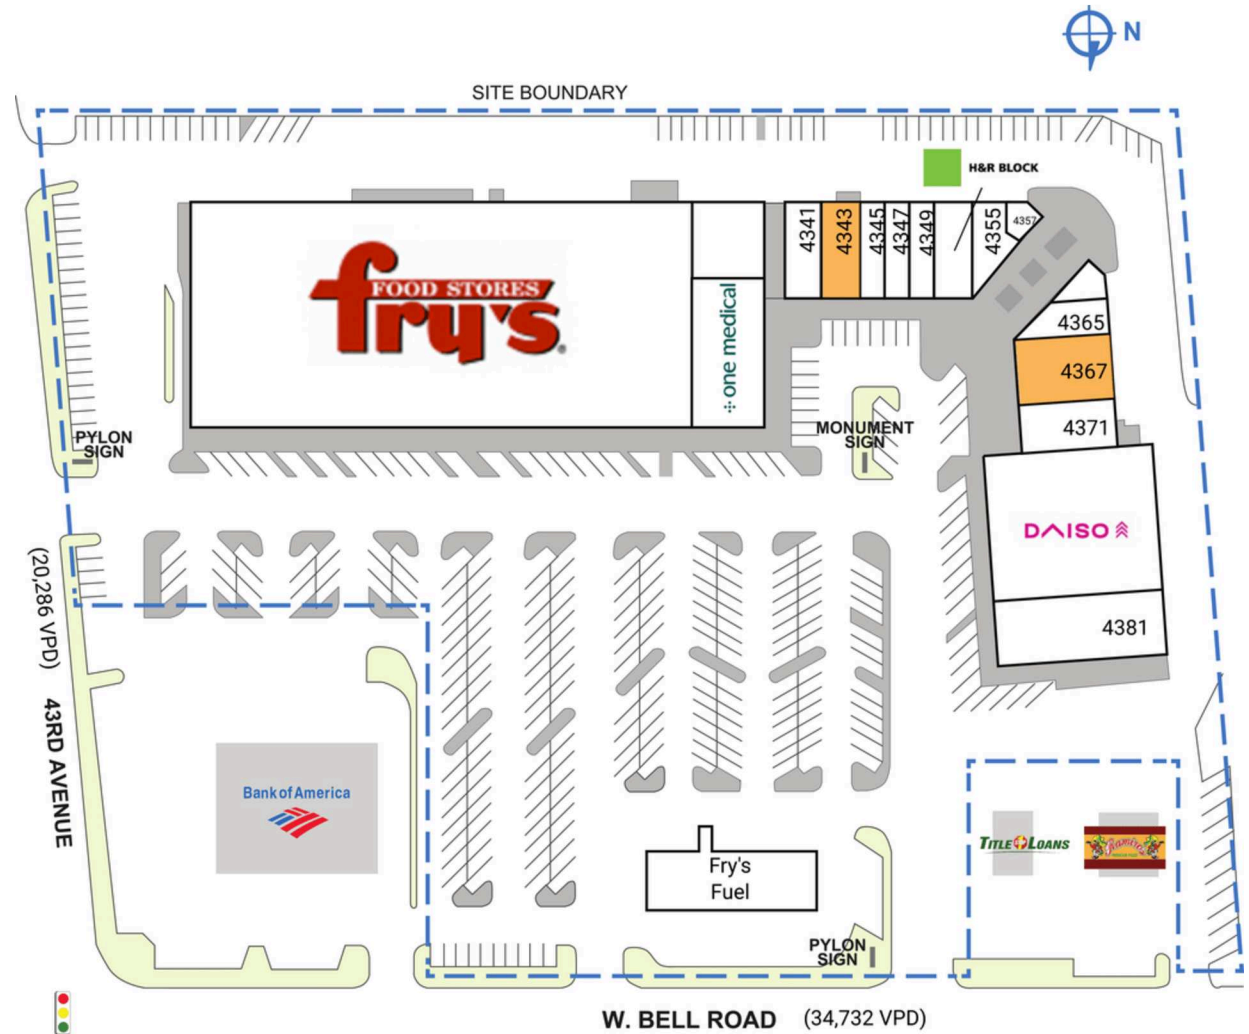 N
SITE BOUNDARY
H&R BLOCK
4341
4343
4345
4347
4349
4355
4357
FOOD STORES
fry's
one medical
4365
4367
4371
PYLON
SIGN
MONUMENT
SIGN
DAISO
4381
(20,286 VPD)
43RD AVENUE
Bank of America
TITLE LOANS
Ramiro's
Fry's
Fuel
PYLON
SIGN
W. BELL ROAD (34,732 VPD)